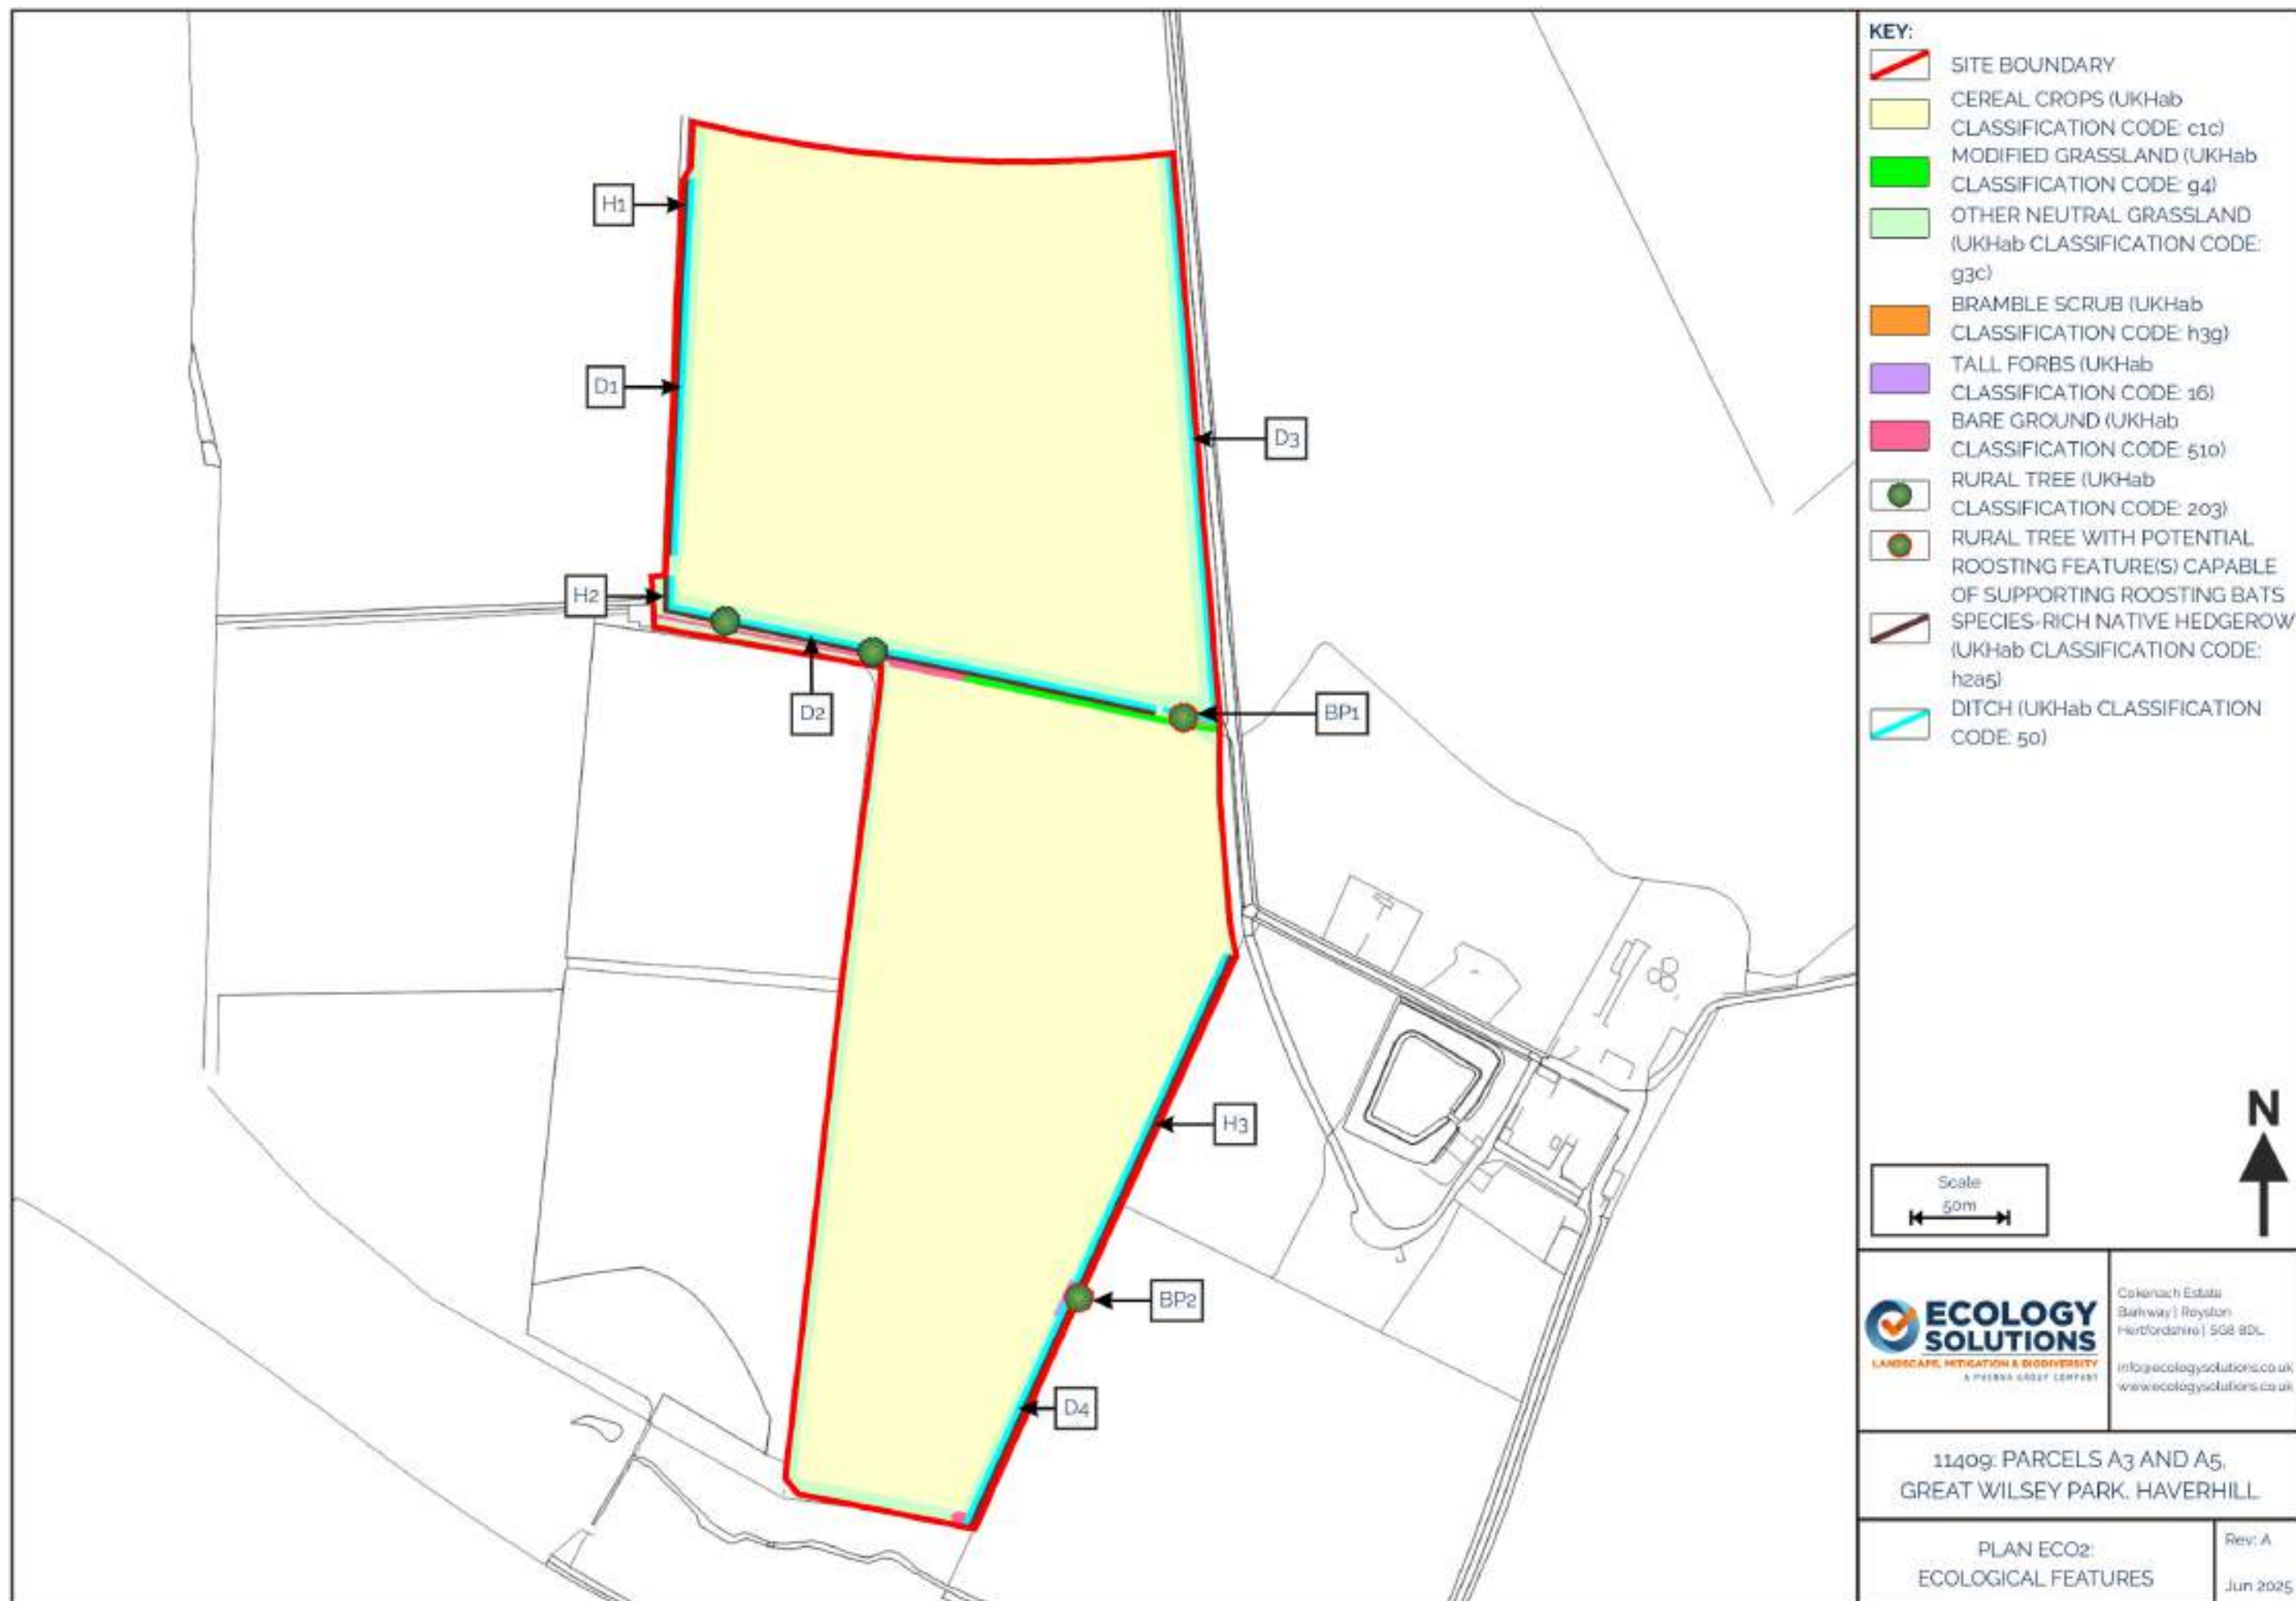 H1
D1
H2
D2
D3
BP1
H3
BP2
D4
KEY:
SITE BOUNDARY
CEREAL CROPS (UKHab
CLASSIFICATION CODE: c1c)
MODIFIED GRASSLAND (UKHab
CLASSIFICATION CODE: g4)
OTHER NEUTRAL GRASSLAND
(UKHab CLASSIFICATION CODE:
g3c)
BRAMBLE SCRUB (UKHab
CLASSIFICATION CODE: h3g)
TALL FORBS (UKHab
CLASSIFICATION CODE: 16)
BARE GROUND (UKHab
CLASSIFICATION CODE: 510)
RURAL TREE (UKHab
CLASSIFICATION CODE: 203)
RURAL TREE WITH POTENTIAL
ROOSTING FEATURE(S) CAPABLE
OF SUPPORTING ROOSTING BATS
SPECIES-RICH NATIVE HEDGEROW
(UKHab CLASSIFICATION CODE:
h2a5)
DITCH (UKHab CLASSIFICATION
CODE: 50)
N
Scale
50m
ECOLOGY
SOLUTIONS
LANDSCAPE, MITIGATION & BIODIVERSITY
A PHENNA GROUP COMPANY
Cokenach Estate
Barkway | Royston
Hertfordshire | SG8 8DL
info@ecologysolutions.co.uk
www.ecologysolutions.co.uk
11409: PARCELS A3 AND A5,
GREAT WILSEY PARK, HAVERHILL
PLAN ECO2:
ECOLOGICAL FEATURES
Rev: A
Jun 2025